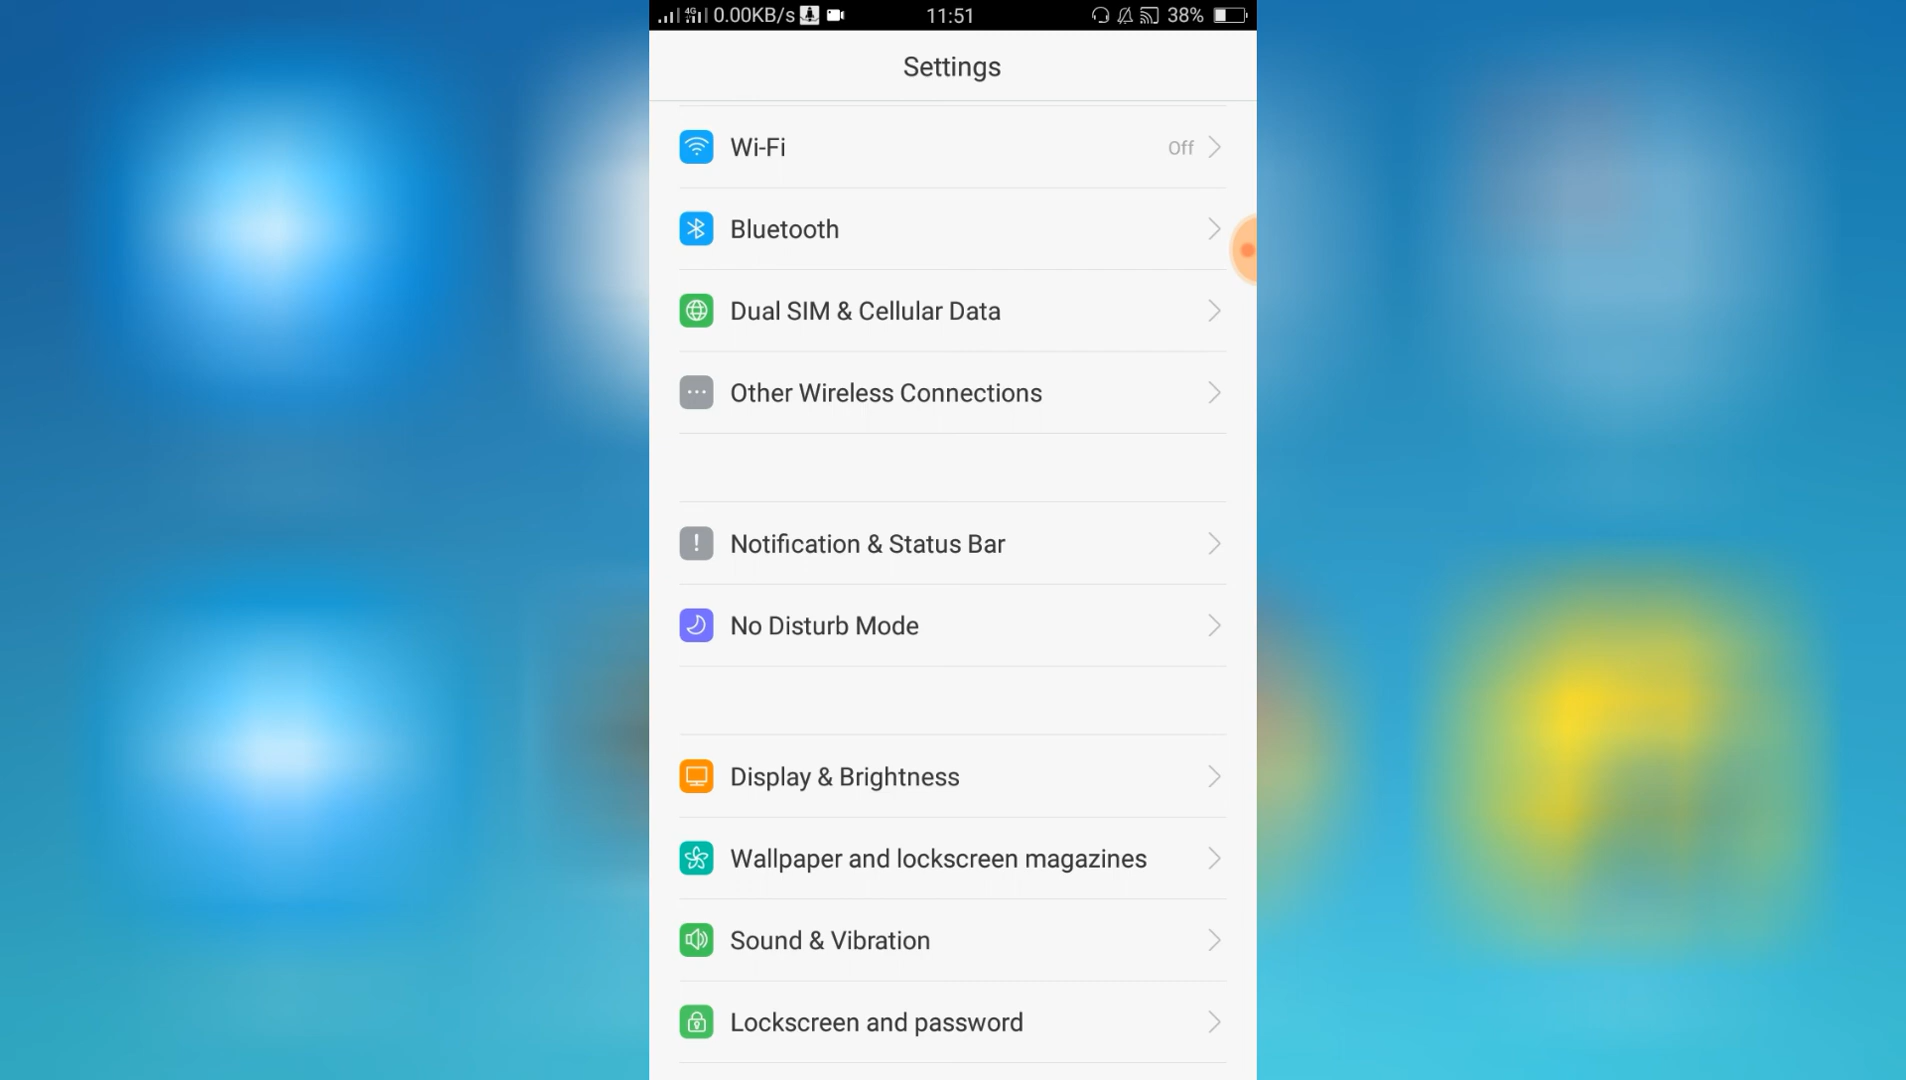 4G 0.00KB/s 11:51 38%
Settings
Wi-Fi Off
Bluetooth
Dual SIM & Cellular Data
Other Wireless Connections
Notification & Status Bar
No Disturb Mode
Display & Brightness
Wallpaper and lockscreen magazines
Sound & Vibration
Lockscreen and password